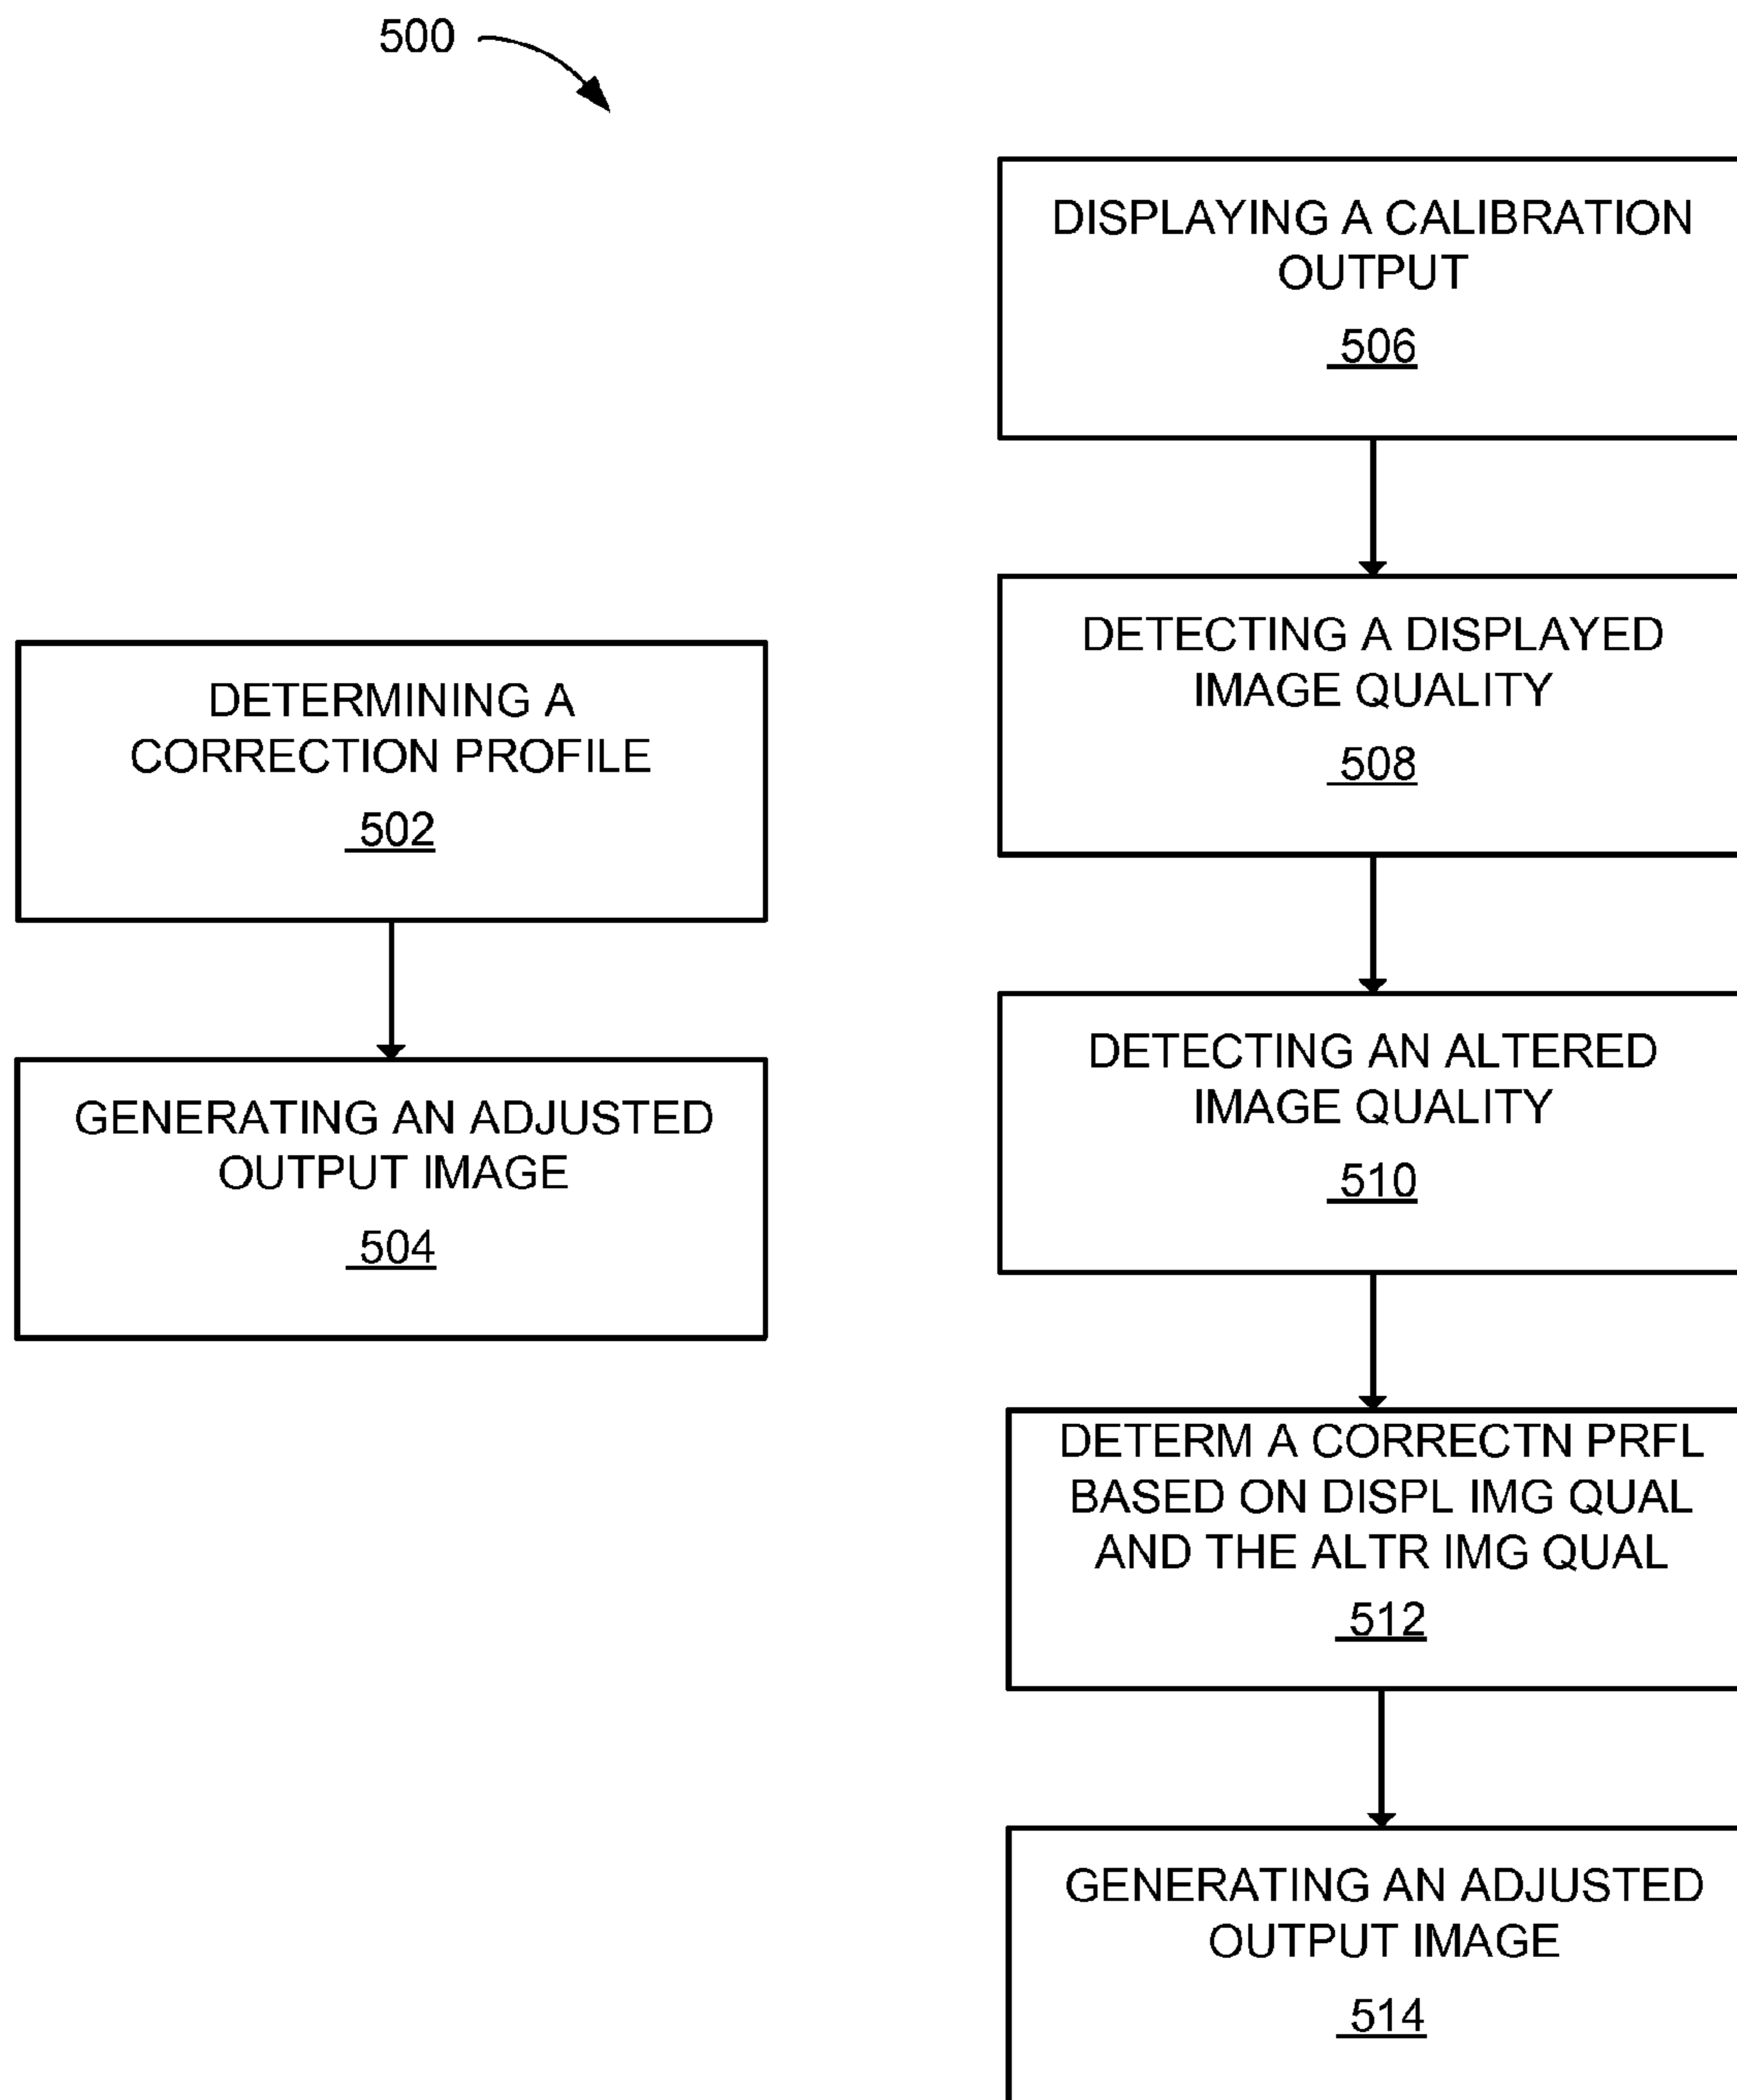 500
DETERMINING A
CORRECTION PROFILE
502
GENERATING AN ADJUSTED
OUTPUT IMAGE
504
DISPLAYING A CALIBRATION
OUTPUT
506
DETECTING A DISPLAYED
IMAGE QUALITY
508
DETECTING AN ALTERED
IMAGE QUALITY
510
DETERM A CORRECTN PRFL
BASED ON DISPL IMG QUAL
AND THE ALTR IMG QUAL
512
GENERATING AN ADJUSTED
OUTPUT IMAGE
514